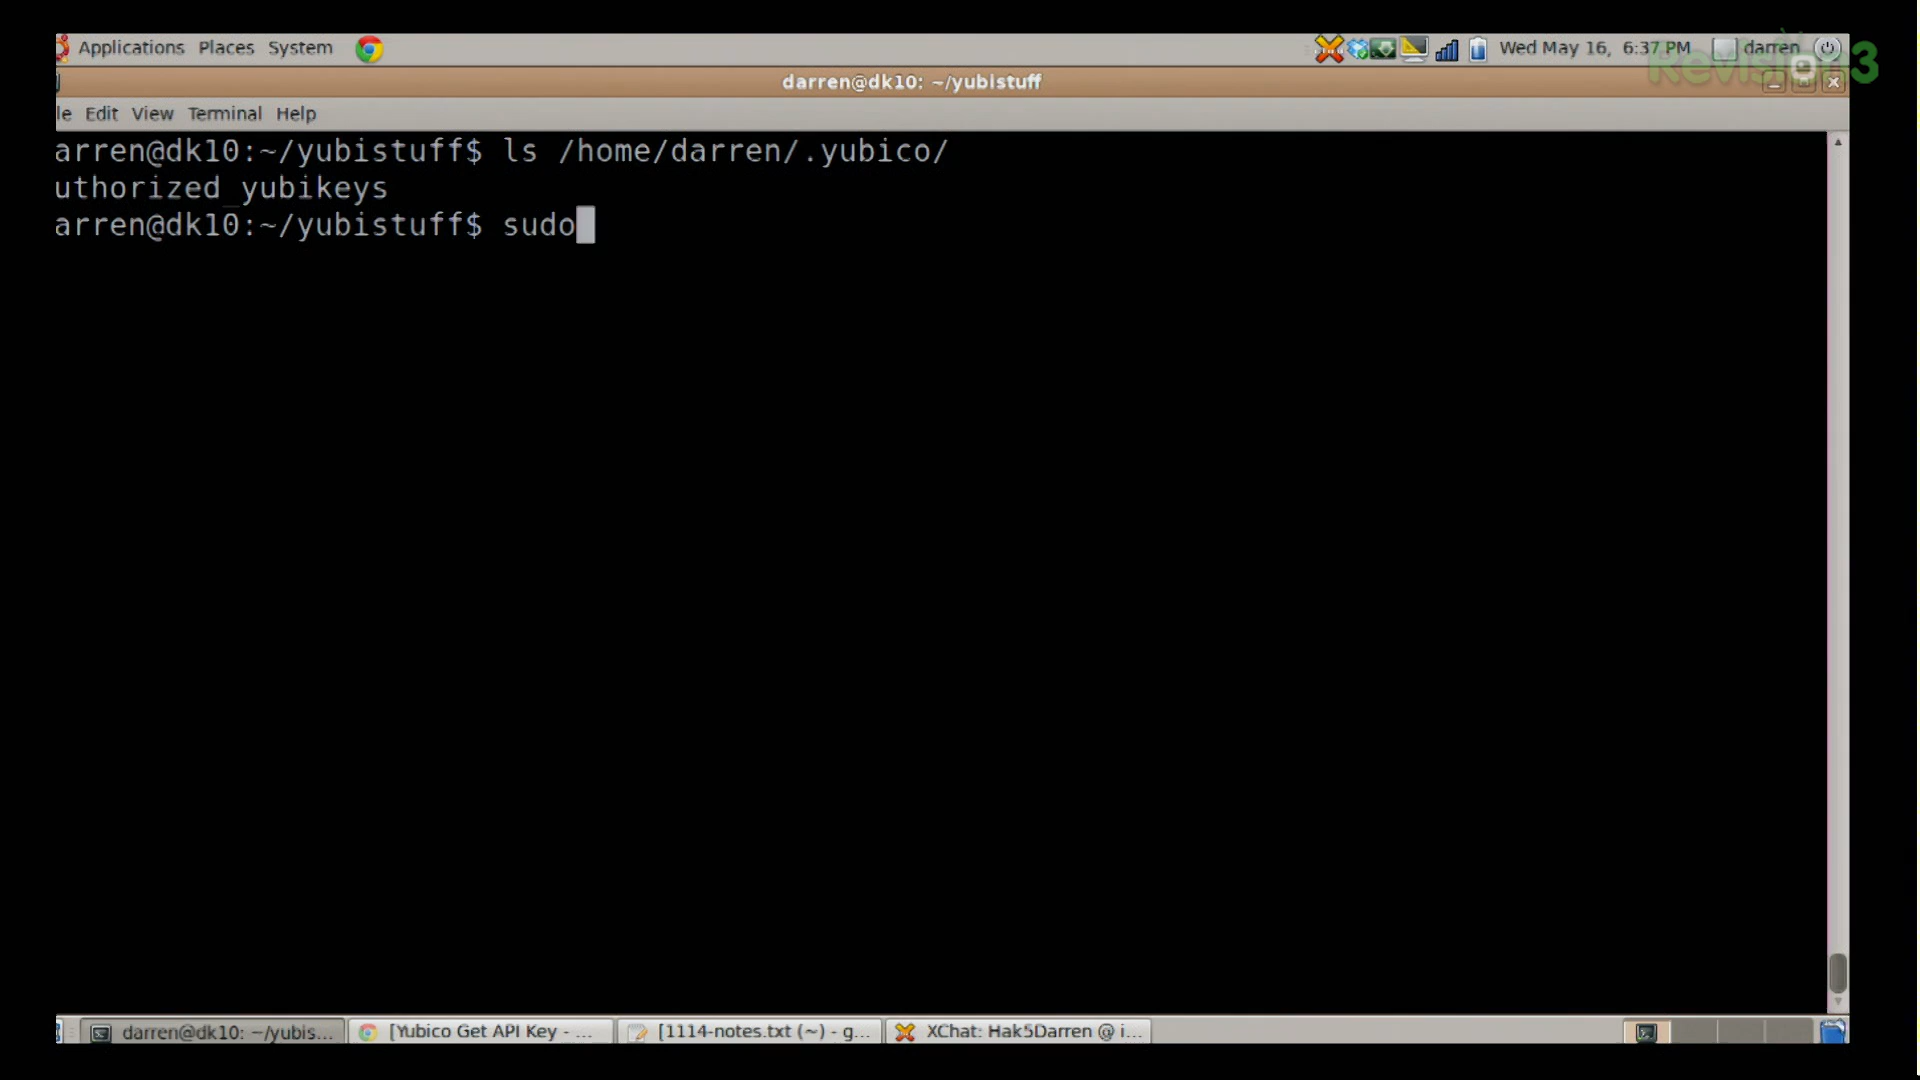 Applications Places System
Wed May 16, 6:37 PM darren
Revision3
darren@dk10: ~/yubistuff
le Edit View Terminal Help
arren@dk10:~/yubistuff$ ls /home/darren/.yubico/
uthorized_yubikeys
arren@dk10:~/yubistuff$ sudo
darren@dk10: ~/yubis...
[Yubico Get API Key - ...
[1114-notes.txt (~) - g...
XChat: Hak5Darren @ i...